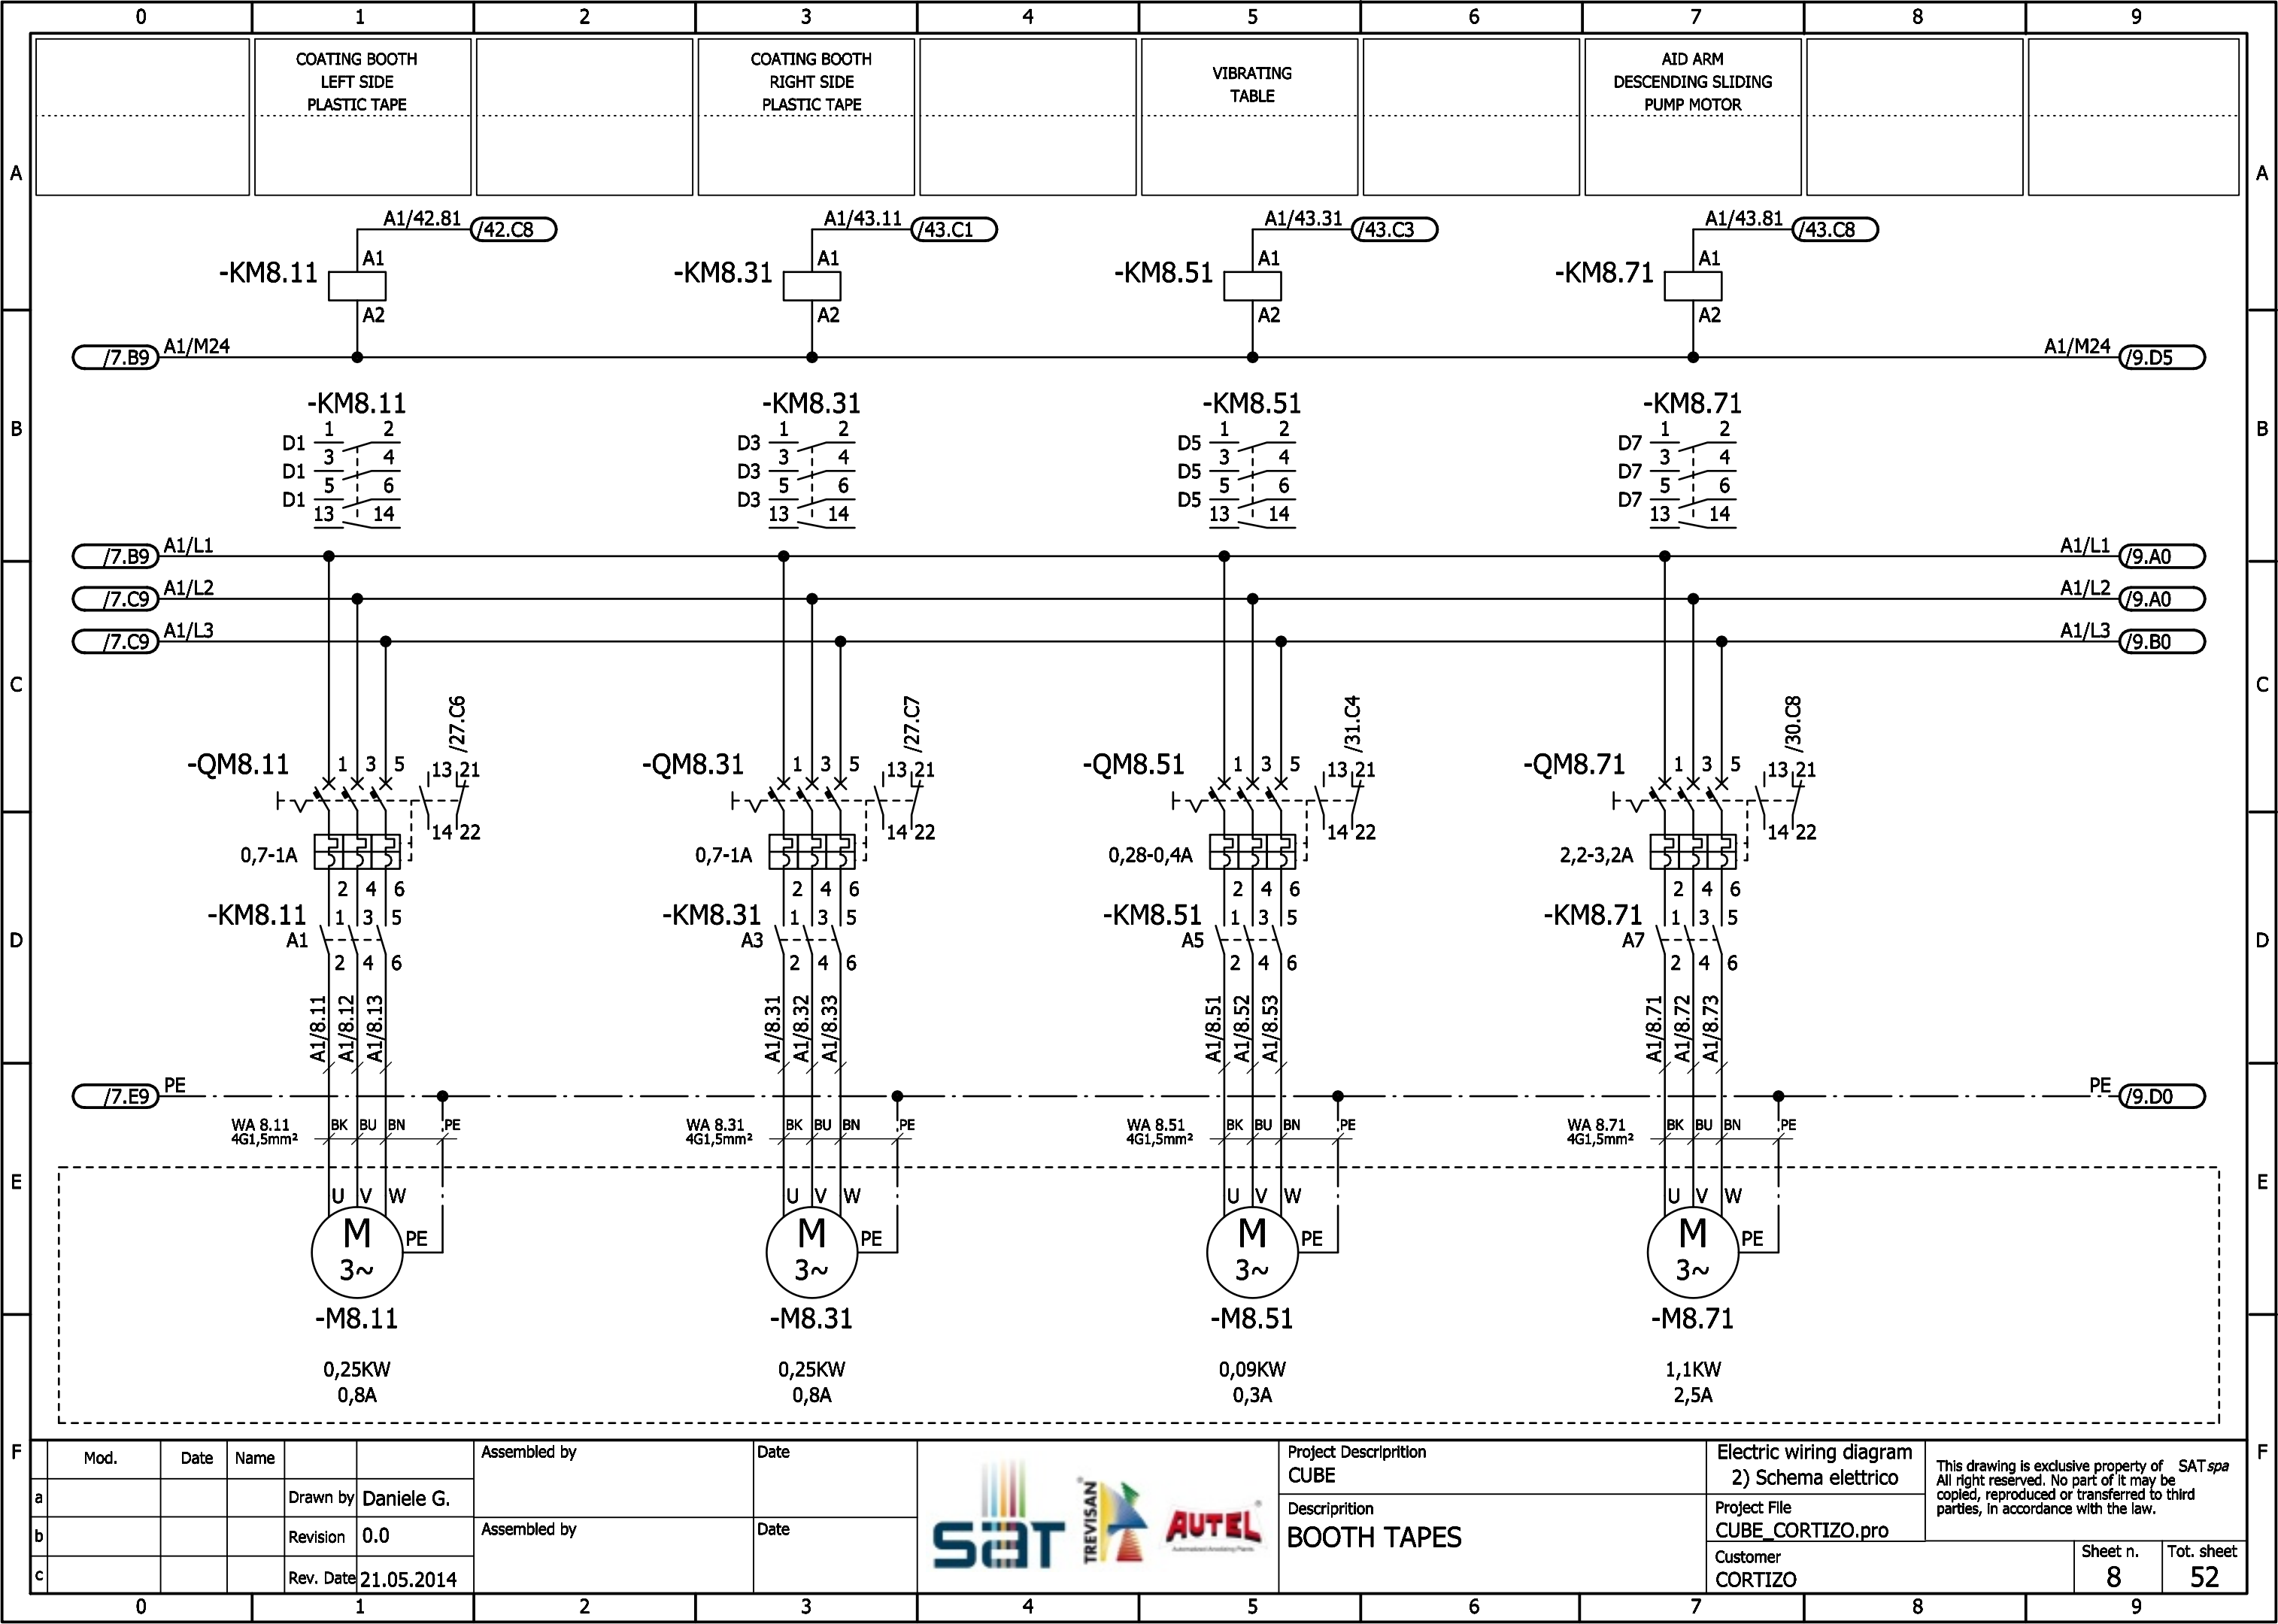 0 1 2 3 4 5 6 7 8 9
COATING BOOTH
LEFT SIDE
PLASTIC TAPE
COATING BOOTH
RIGHT SIDE
PLASTIC TAPE
VIBRATING
TABLE
AID ARM
DESCENDING SLIDING
PUMP MOTOR
A A
A1/42.81 /42.C8 A1/43.11 /43.C1 A1/43.31 /43.C3 A1/43.81 /43.C8
A1 A1 A1 A1
-KM8.11 -KM8.31 -KM8.51 -KM8.71
A2 A2 A2 A2
/7.B9 A1/M24 A1/M24 /9.D5
-KM8.11 -KM8.31 -KM8.51 -KM8.71
B B
1 2 1 2 1 2 1 2
D1 D3 D5 D7
3 4 3 4 3 4 3 4
D1 D3 D5 D7
5 6 5 6 5 6 5 6
D1 D3 D5 D7
13 14 13 14 13 14 13 14
/7.B9 A1/L1 A1/L1 /9.A0
/7.C9 A1/L2 A1/L2 /9.A0
/7.C9 A1/L3 A1/L3 /9.B0
C C
/27.C6 /27.C7 /31.C4 /30.C8
-QM8.11 1 3 5 13 21 -QM8.31 1 3 5 13 21 -QM8.51 1 3 5 13 21 -QM8.71 1 3 5 13 21
14 22 14 22 14 22 14 22
0,7-1A 0,7-1A 0,28-0,4A 2,2-3,2A
2 4 6 2 4 6 2 4 6 2 4 6
-KM8.11 1 3 5 -KM8.31 1 3 5 -KM8.51 1 3 5 -KM8.71 1 3 5
D A1 A3 A5 A7 D
2 4 6 2 4 6 2 4 6 2 4 6
A1/8.11 A1/8.12 A1/8.13 A1/8.31 A1/8.32 A1/8.33 A1/8.51 A1/8.52 A1/8.53 A1/8.71 A1/8.72 A1/8.73
/7.E9 PE PE /9.D0
WA 8.11 BK BU BN PE WA 8.31 BK BU BN PE WA 8.51 BK BU BN PE WA 8.71 BK BU BN PE
4G1,5mm² 4G1,5mm² 4G1,5mm² 4G1,5mm²
E E
U V W U V W U V W U V W
M PE M PE M PE M PE
3~ 3~ 3~ 3~
-M8.11 -M8.31 -M8.51 -M8.71
0,25KW 0,25KW 0,09KW 1,1KW
0,8A 0,8A 0,3A 2,5A
F F
Mod. Date Name
a Drawn by Daniele G.
b Revision 0.0
c Rev. Date 21.05.2014
Assembled by Date
Assembled by Date
SAT
TREVISAN
AUTEL
Project Descriprition
CUBE
Descriprition
BOOTH TAPES
Electric wiring diagram
2) Schema elettrico
Project File
CUBE_CORTIZO.pro
Customer
CORTIZO
This drawing is exclusive property of SAT spa
All right reserved. No part of it may be
copied, reproduced or transferred to third
parties, in accordance with the law.
Sheet n. Tot. sheet
8 52
0 1 2 3 4 5 6 7 8 9